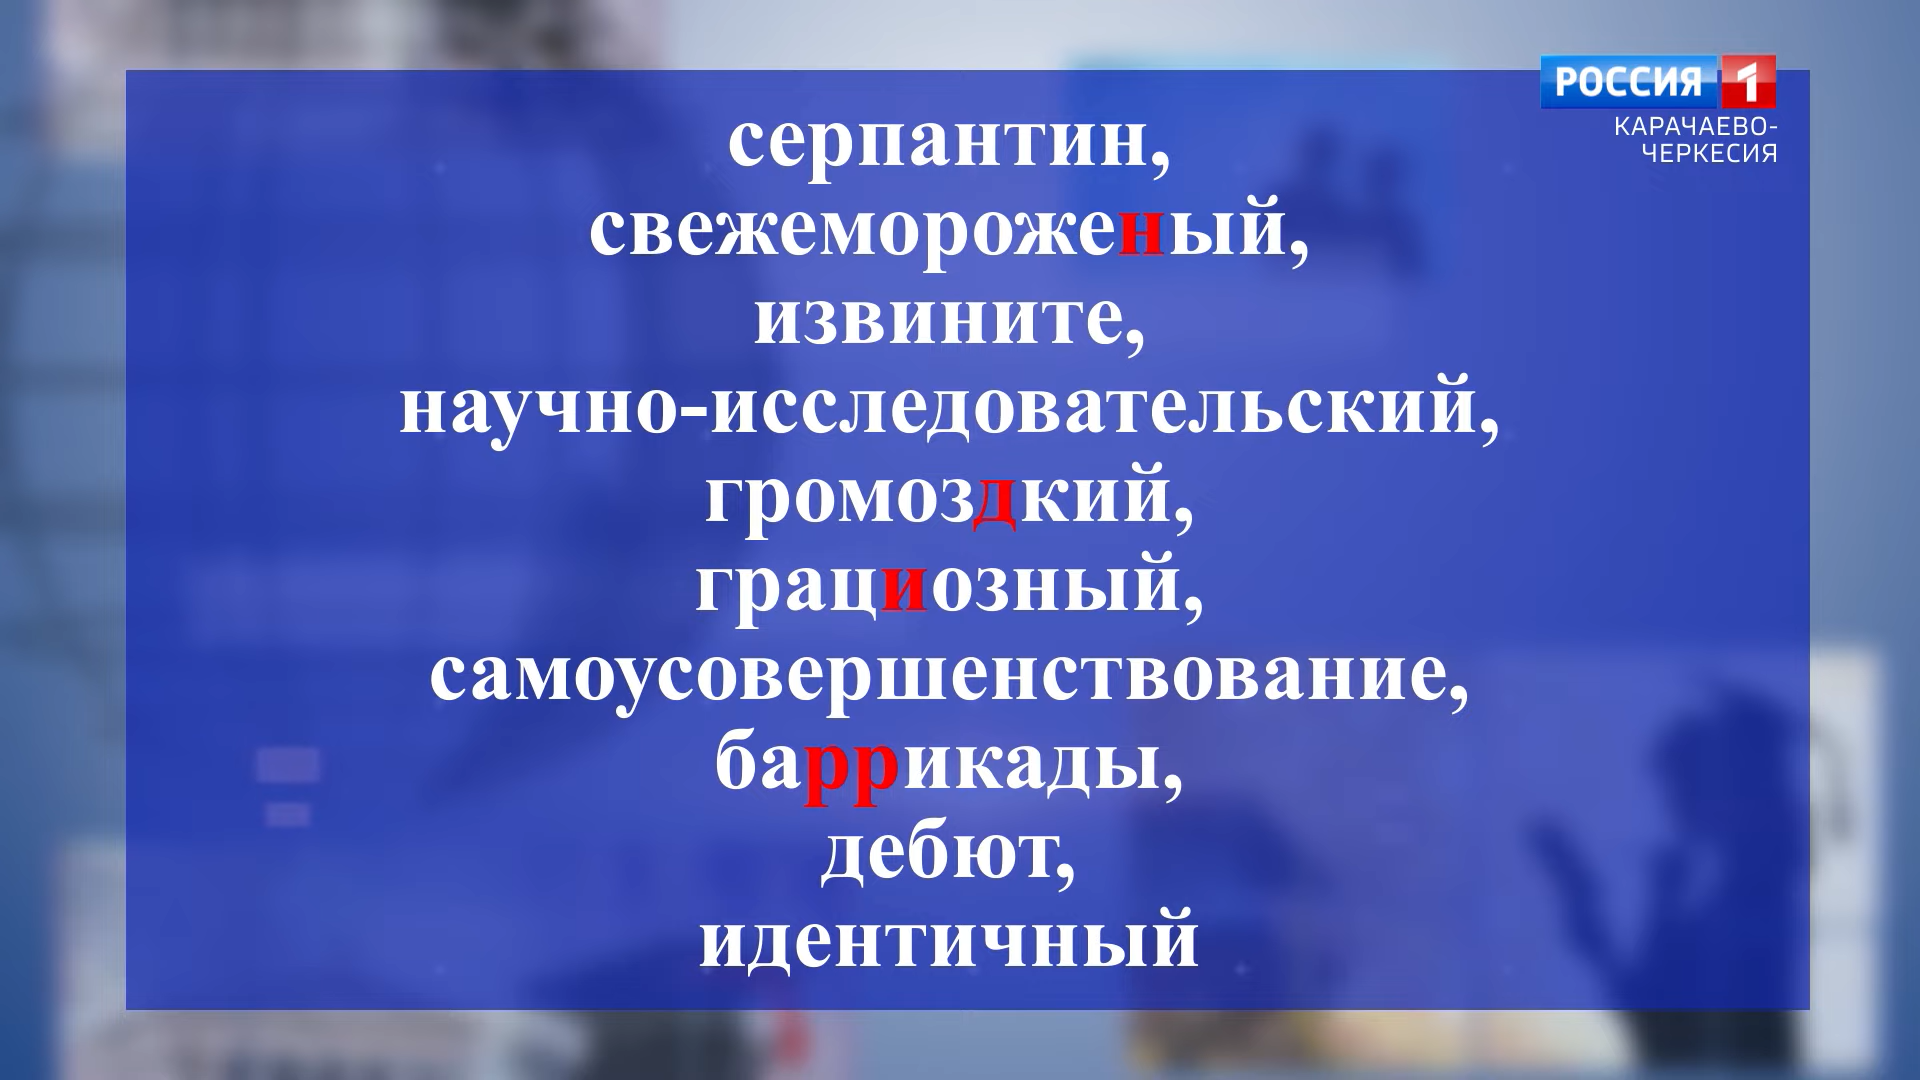 РОССИЯ 1
КАРАЧАЕВО-
ЧЕРКЕСИЯ
серпантин,
свежемороженый,
извините,
научно-исследовательский,
громоздкий,
грациозный,
самоусовершенствование,
баррикады,
дебют,
идентичный